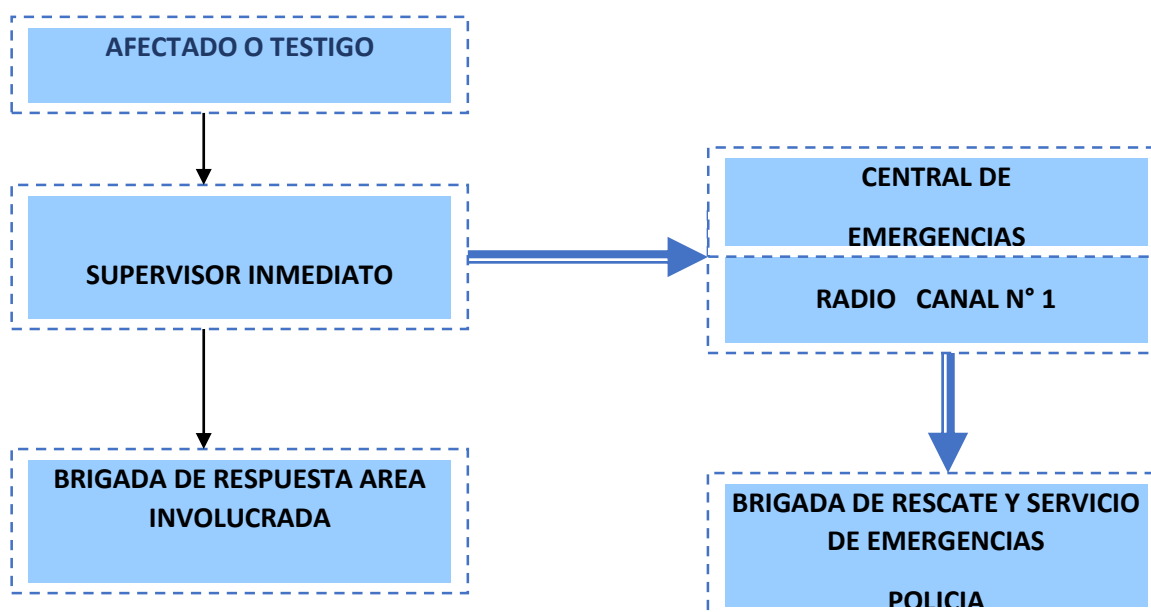 AFECTADO O TESTIGO
SUPERVISOR INMEDIATO
BRIGADA DE RESPUESTA AREA
INVOLUCRADA
CENTRAL DE
EMERGENCIAS
RADIO CANAL N° 1
BRIGADA DE RESCATE Y SERVICIO
DE EMERGENCIAS
POLICIA